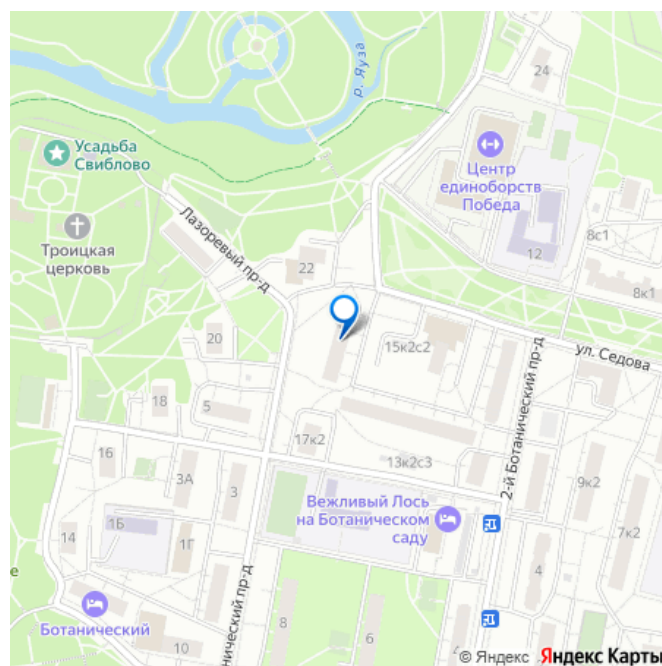 р. Яуза
24
Усадьба
Свиблово
Центр
единоборств
Победа
Троицкая
церковь
Лазоревый пр-д
22
12
8с1
8к1
20
15к2с2
ул. Седова
2-й Ботанический пр-д
18
5
17к2
13к2с3
16
3А
3
9к2
Вежливый Лось
на Ботаническом
саду
7к2
14
1Б
1Г
4
е
Ботанический
10
нический пр-д
8
6
© Яндекс Яндекс Карты